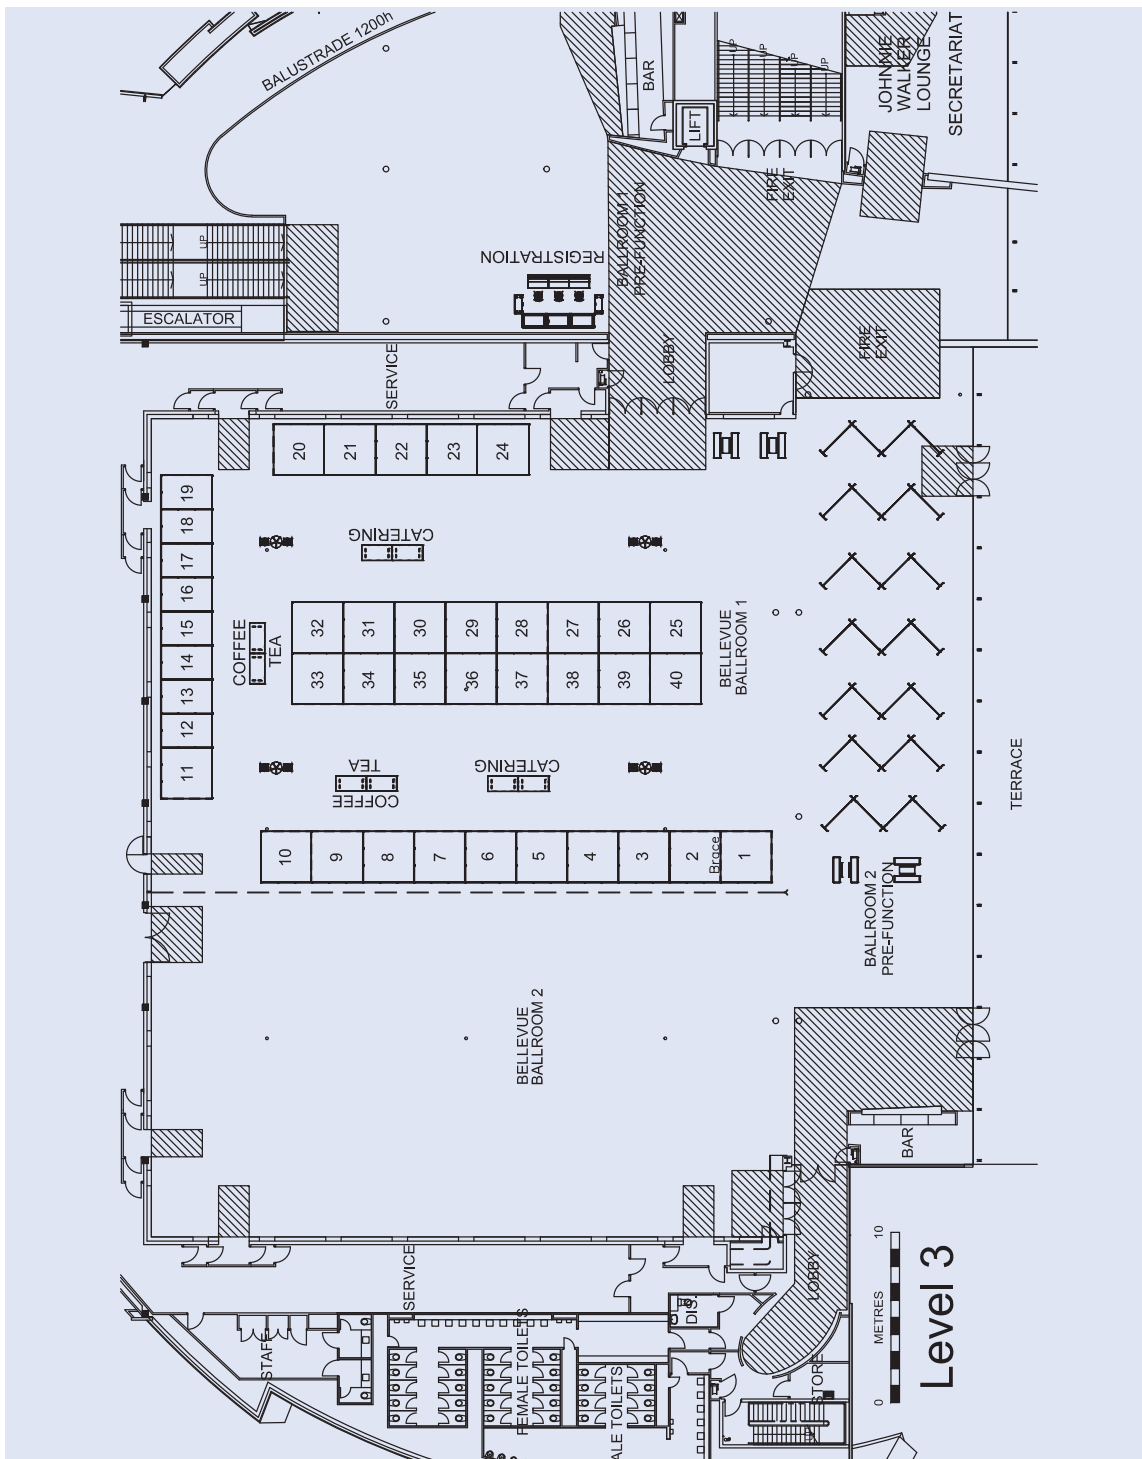 BALUSTRADE 1200h
BAR
LIFT
UP
UP
UP
UP
JOHNNIE
WALKER
LOUNGE
SECRETARIAT
FIRE
EXIT
UP
UP
ESCALATOR
REGISTRATION
BALLROOM 1
PRE-FUNCTION
SERVICE
LOBBY
FIRE
EXIT
20
21
22
23
24
19
18
17
16
15
14
13
12
11
CATERING
COFFEE
TEA
32
31
30
29
28
27
26
25
33
34
35
36
37
38
39
40
BELLEVUE
BALLROOM 1
TEA
COFFEE
CATERING
TERRACE
10
9
8
7
6
5
4
3
2
Brace
1
BALLROOM 2
PRE-FUNCTION
BELLEVUE
BALLROOM 2
BAR
SERVICE
LOBBY
DIS.
STAFF
FEMALE TOILETS
ALE TOILETS
STORE
0
METRES
10
Level 3